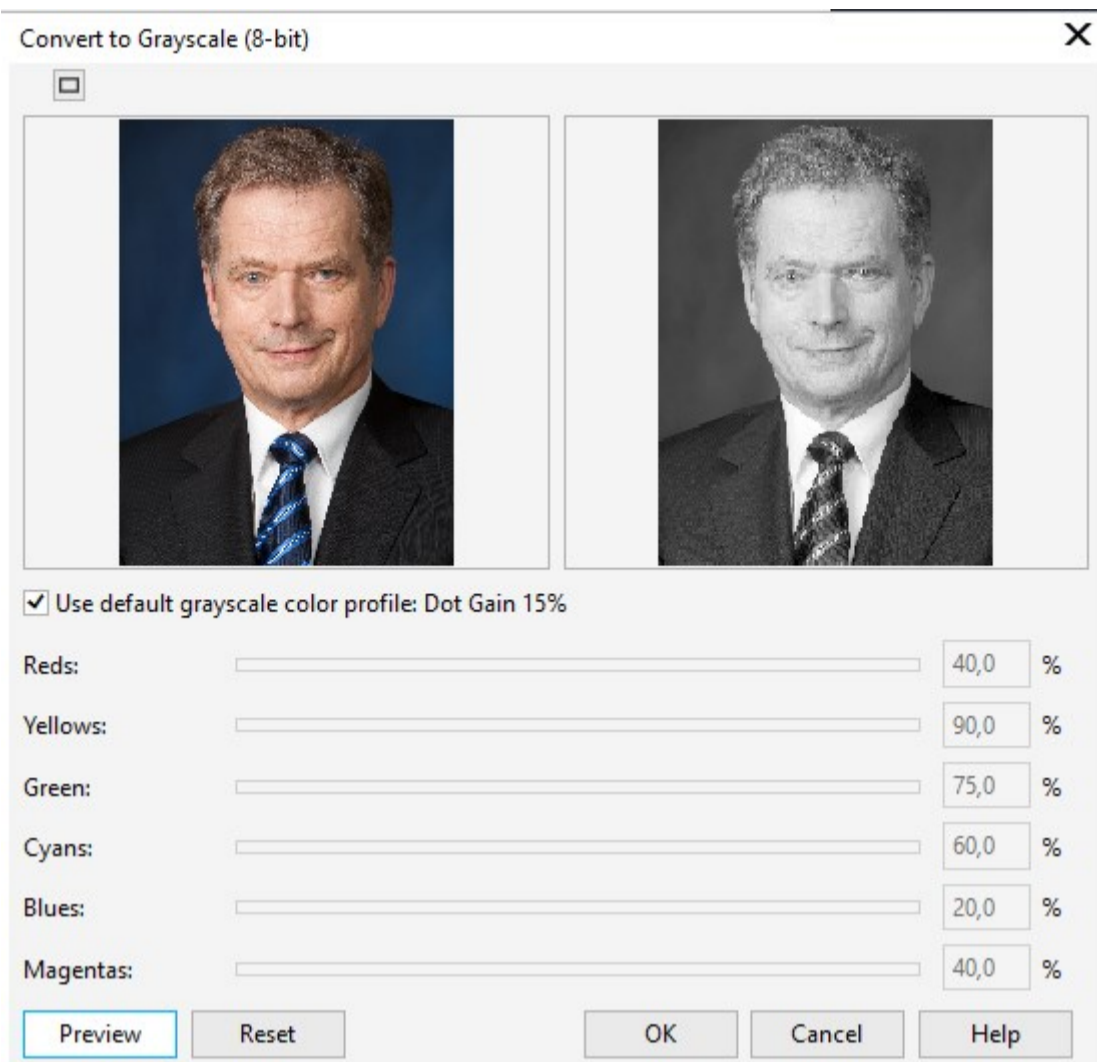 Convert to Grayscale (8-bit)
Use default grayscale color profile: Dot Gain 15%
Reds: 40,0 %
Yellows: 90,0 %
Green: 75,0 %
Cyans: 60,0 %
Blues: 20,0 %
Magentas: 40,0 %
Preview Reset OK Cancel Help